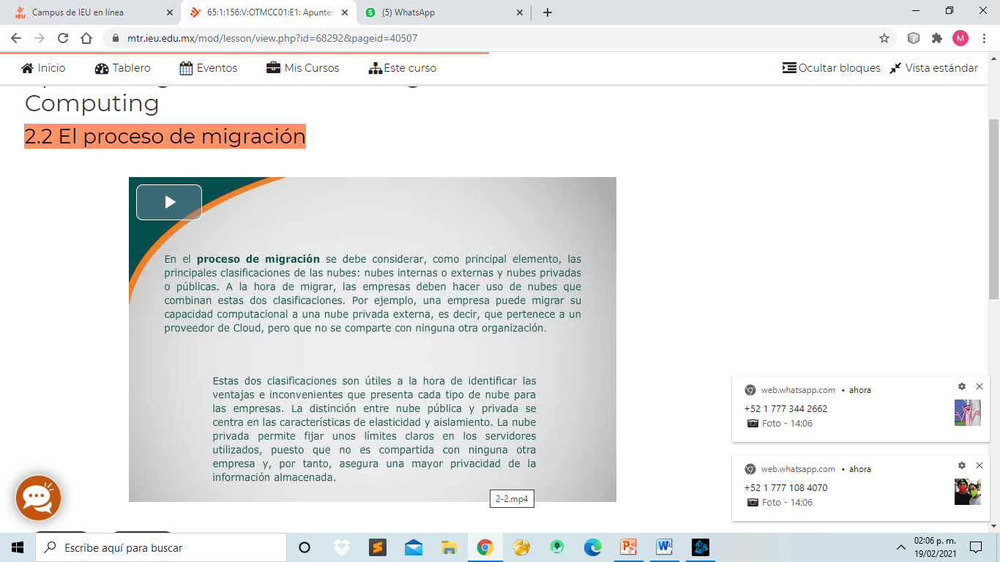 Campus de IEU en línea
65:1:156:V:OTMCC01:E1: Apuntes
(5) WhatsApp
mtr.ieu.edu.mx/mod/lesson/view.php?id=68292&pageid=40507
M
Inicio
Tablero
Eventos
Mis Cursos
Este curso
Ocultar bloques
Vista estándar
Computing
2.2 El proceso de migración
En el proceso de migración se debe considerar, como principal elemento, las
principales clasificaciones de las nubes: nubes internas o externas y nubes privadas
o públicas. A la hora de migrar, las empresas deben hacer uso de nubes que
combinan estas dos clasificaciones. Por ejemplo, una empresa puede migrar su
capacidad computacional a una nube privada externa, es decir, que pertenece a un
proveedor de Cloud, pero que no se comparte con ninguna otra organización.
Estas dos clasificaciones son útiles a la hora de identificar las
ventajas e inconvenientes que presenta cada tipo de nube para
las empresas. La distinción entre nube pública y privada se
centra en las características de elasticidad y aislamiento. La nube
privada permite fijar unos límites claros en los servidores
utilizados, puesto que no es compartida con ninguna otra
empresa y, por tanto, asegura una mayor privacidad de la
información almacenada.
2-2.mp4
web.whatsapp.com • ahora
+52 1 777 344 2662
Foto - 14:06
web.whatsapp.com • ahora
+52 1 777 108 4070
Foto - 14:06
Escribe aquí para buscar
02:06 p. m.
19/02/2021